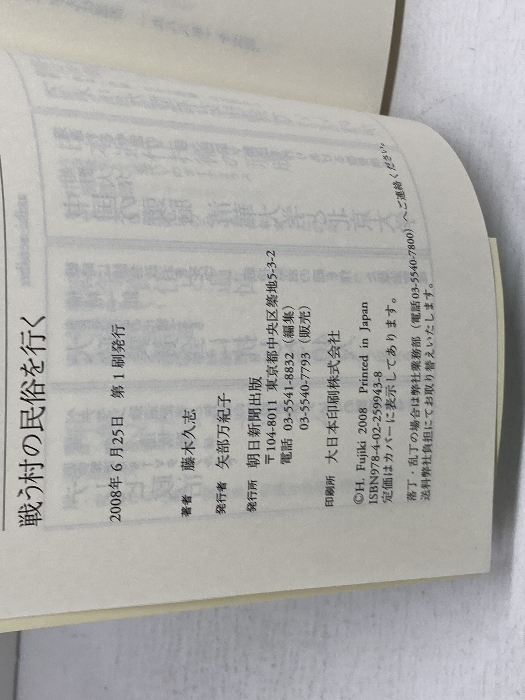 戦う村の民俗を行く
2008年6月25日　第1刷発行
著者　藤木久志
発行者　矢部万紀子
発行所　朝日新聞出版
〒104-8011　東京都中央区築地5-3-2
電話　03-5541-8832（編集）
03-5540-7793（販売）
印刷所　大日本印刷株式会社
©H. Fujiki 2008　Printed in Japan
ISBN978-4-02-259943-8
定価はカバーに表示してあります。
落丁・乱丁の場合は弊社業務部（電話03-5540-7800）へご連絡ください。
送料弊社負担にてお取り替えいたします。